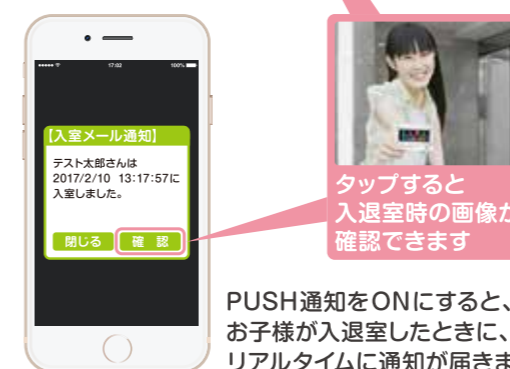 17:02
100%
【入室メール通知】
テスト太郎さんは
2017/2/10 13:17:57に
入室しました。
閉じる
確 認
タップすると
入退室時の画像が
確認できます
PUSH通知をONにすると、
お子様が入退室したときに、
リアルタイムに通知が届きま